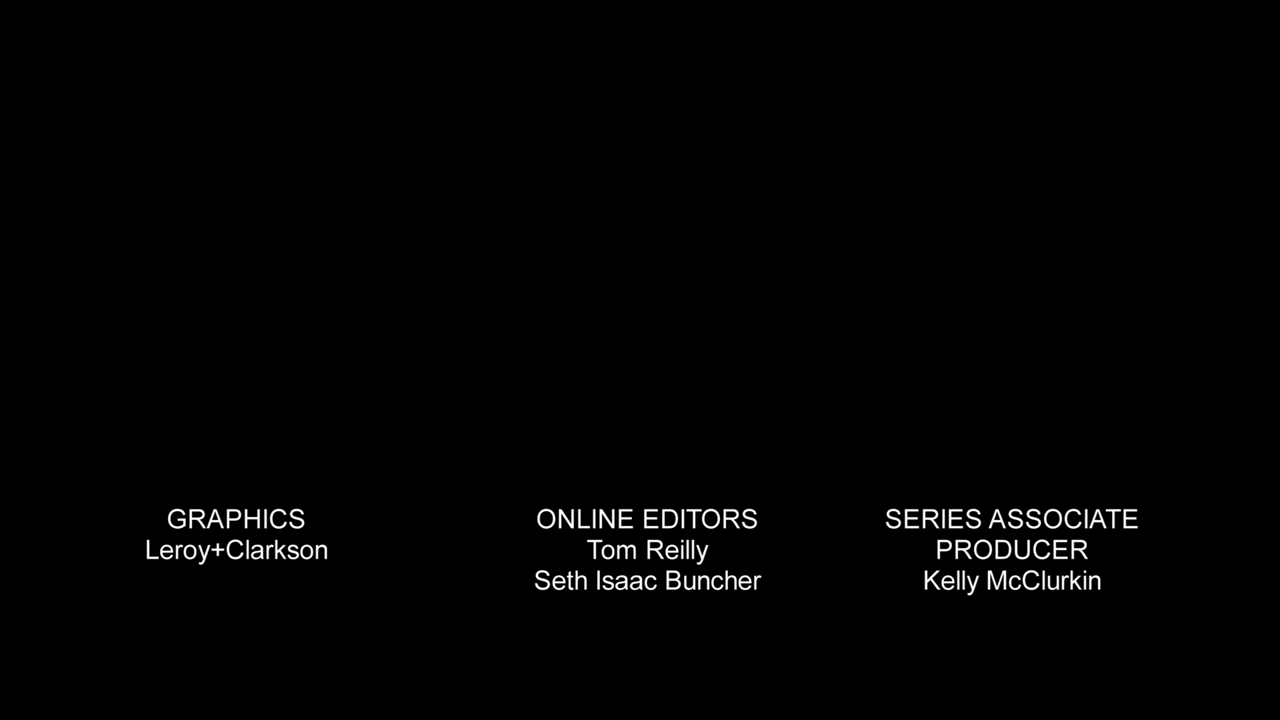 GRAPHICS
Leroy+Clarkson
ONLINE EDITORS
Tom Reilly
Seth Isaac Buncher
SERIES ASSOCIATE
PRODUCER
Kelly McClurkin